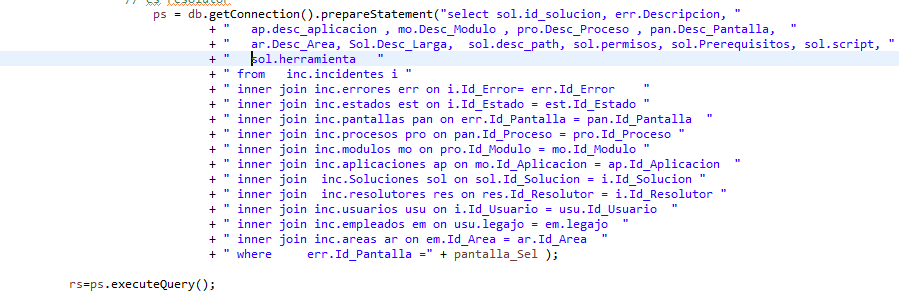 // es resolutor
ps = db.getConnection().prepareStatement("select sol.id_solucion, err.Descripcion, "
+ "   ap.desc_aplicacion , mo.Desc_Modulo , pro.Desc_Proceso , pan.Desc_Pantalla,  "
+ "   ar.Desc_Area, Sol.Desc_Larga,  sol.desc_path, sol.permisos, sol.Prerequisitos, sol.script, "
+ "   sol.herramienta   "
+ " from   inc.incidentes i "
+ " inner join inc.errores err on i.Id_Error= err.Id_Error    "
+ " inner join inc.estados est on i.Id_Estado = est.Id_Estado "
+ " inner join inc.pantallas pan on err.Id_Pantalla = pan.Id_Pantalla  "
+ " inner join inc.procesos pro on pan.Id_Proceso = pro.Id_Proceso "
+ " inner join inc.modulos mo on pro.Id_Modulo = mo.Id_Modulo "
+ " inner join inc.aplicaciones ap on mo.Id_Aplicacion = ap.Id_Aplicacion  "
+ " inner join  inc.Soluciones sol on sol.Id_Solucion = i.Id_Solucion "
+ " inner join  inc.resolutores res on res.Id_Resolutor = i.Id_Resolutor "
+ " inner join inc.usuarios usu on i.Id_Usuario = usu.Id_Usuario  "
+ " inner join inc.empleados em on usu.legajo = em.legajo  "
+ " inner join inc.areas ar on em.Id_Area = ar.Id_Area  "
+ " where     err.Id_Pantalla =" + pantalla_Sel );
rs=ps.executeQuery();